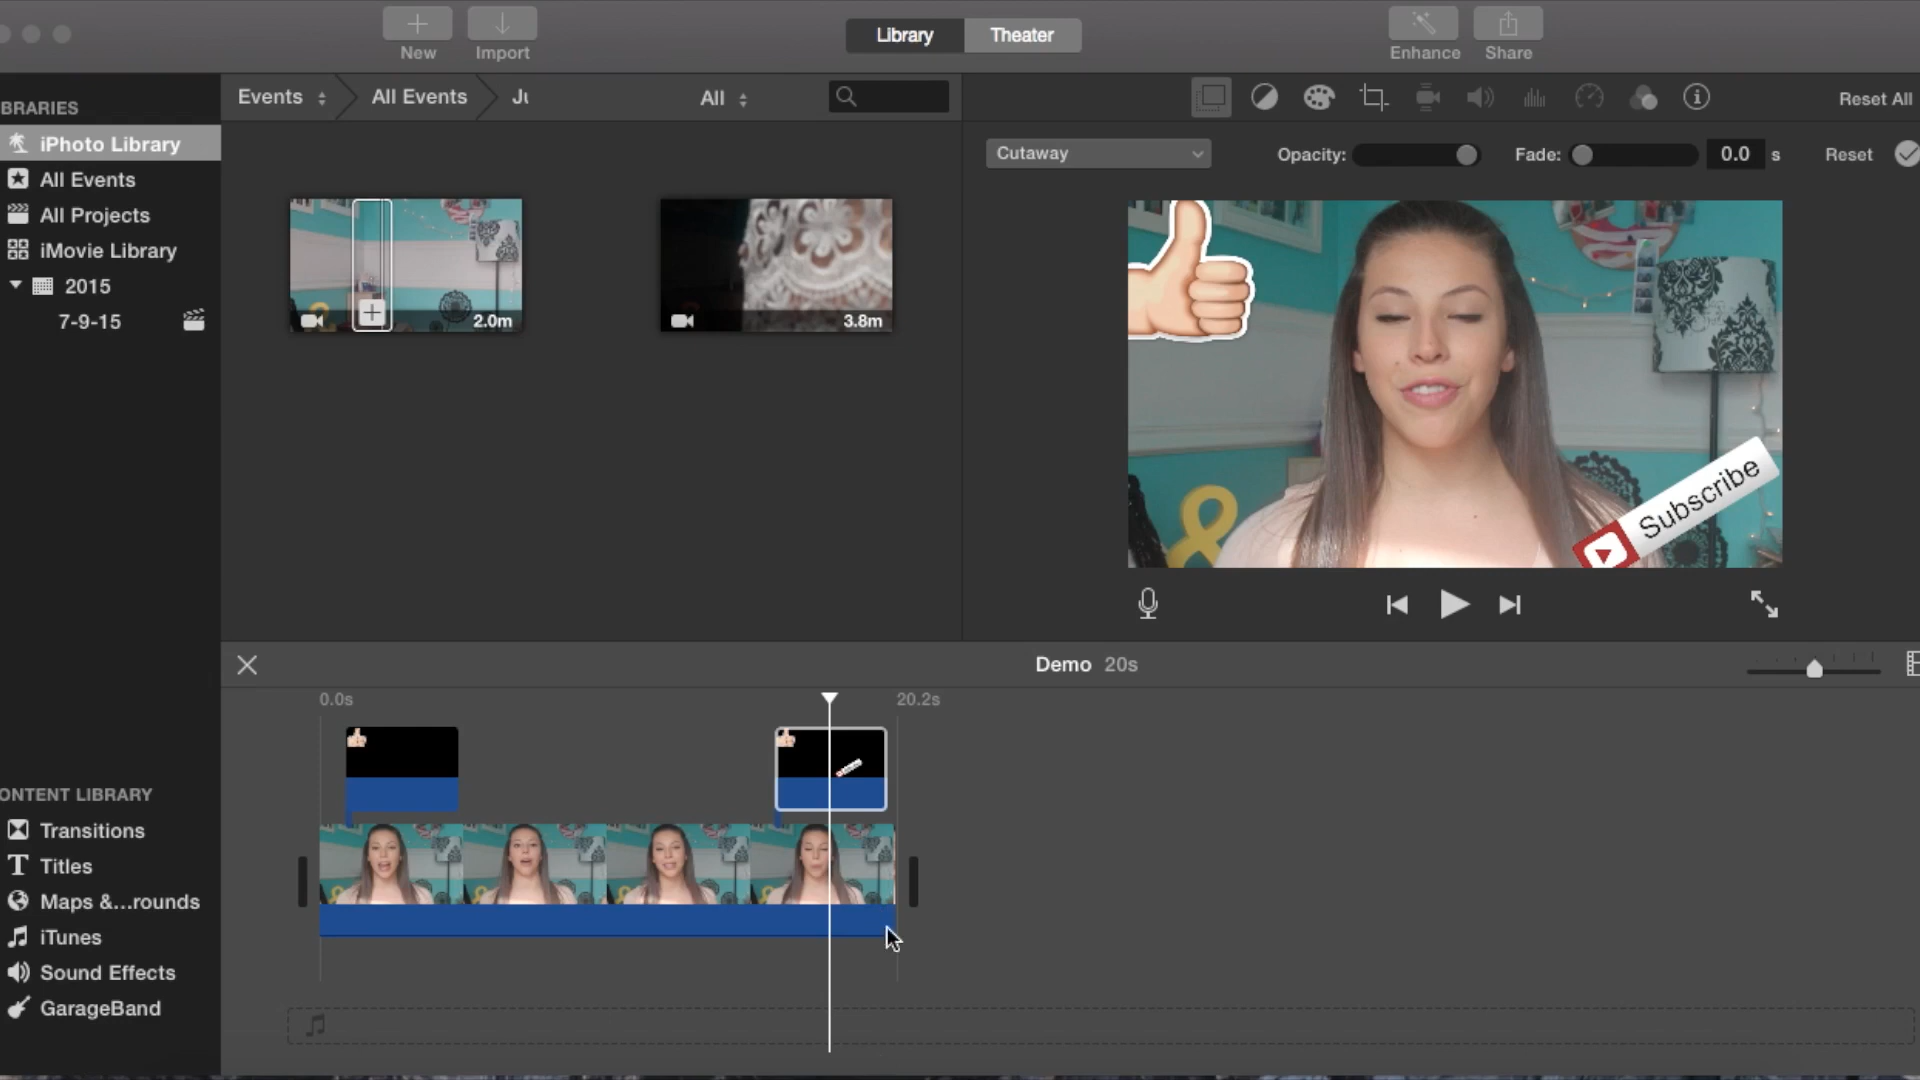 New
Import
Library
Theater
Enhance
Share
BRARIES
Events
All Events
Ju
All
Reset All
iPhoto Library
All Events
All Projects
iMovie Library
2015
7-9-15
Cutaway
Opacity:
Fade:
0.0 s
Reset
2.0m
3.8m
Subscribe
Demo 20s
0.0s
20.2s
ONTENT LIBRARY
Transitions
Titles
Maps &...rounds
iTunes
Sound Effects
GarageBand